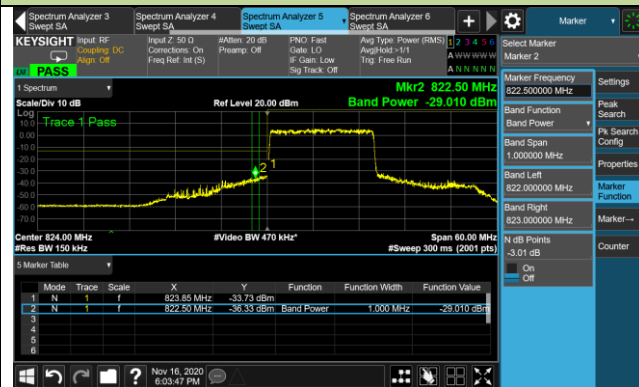 Spectrum Analyzer 3
Swept SA
Spectrum Analyzer 4
Swept SA
Spectrum Analyzer 5
Swept SA
Spectrum Analyzer 6
Swept SA
+
Marker
KEYSIGHT
Input: RF
Coupling: DC
Align: Off
Input Z: 50 Ω
Corrections: On
Freq Ref: Int (S)
#Atten: 20 dB
Preamp: Off
PNO: Fast
Gate: LO
IF Gain: Low
Sig Track: Off
Avg Type: Power (RMS)
Avg|Hold:>1/1
Trig: Free Run
1 2 3 4 5 6
A W W W W W
A N N N N N
PASS
1 Spectrum
Scale/Div 10 dB
Ref Level 20.00 dBm
Mkr2 822.50 MHz
Band Power -29.010 dBm
Log
Trace 1 Pass
10.0
0.00
-10.0
-20.0
-30.0
-40.0
-50.0
-60.0
-70.0
2
1
Center 824.00 MHz
#Res BW 150 kHz
#Video BW 470 kHz*
Span 60.00 MHz
#Sweep 300 ms (2001 pts)
5 Marker Table
Mode Trace Scale X Y Function Function Width Function Value
1 N 1 f 823.85 MHz -33.73 dBm
2 N 1 f 822.50 MHz -36.33 dBm Band Power 1.000 MHz -29.010 dBm
3
4
5
6
Select Marker
Marker 2
Marker Frequency
822.500000 MHz
Band Function
Band Power
Band Span
1.000000 MHz
Band Left
822.000000 MHz
Band Right
823.000000 MHz
N dB Points
-3.01 dB
On
Off
Settings
Peak
Search
Pk Search
Config
Properties
Marker
Function
Marker→
Counter
?
Nov 16, 2020
6:03:47 PM